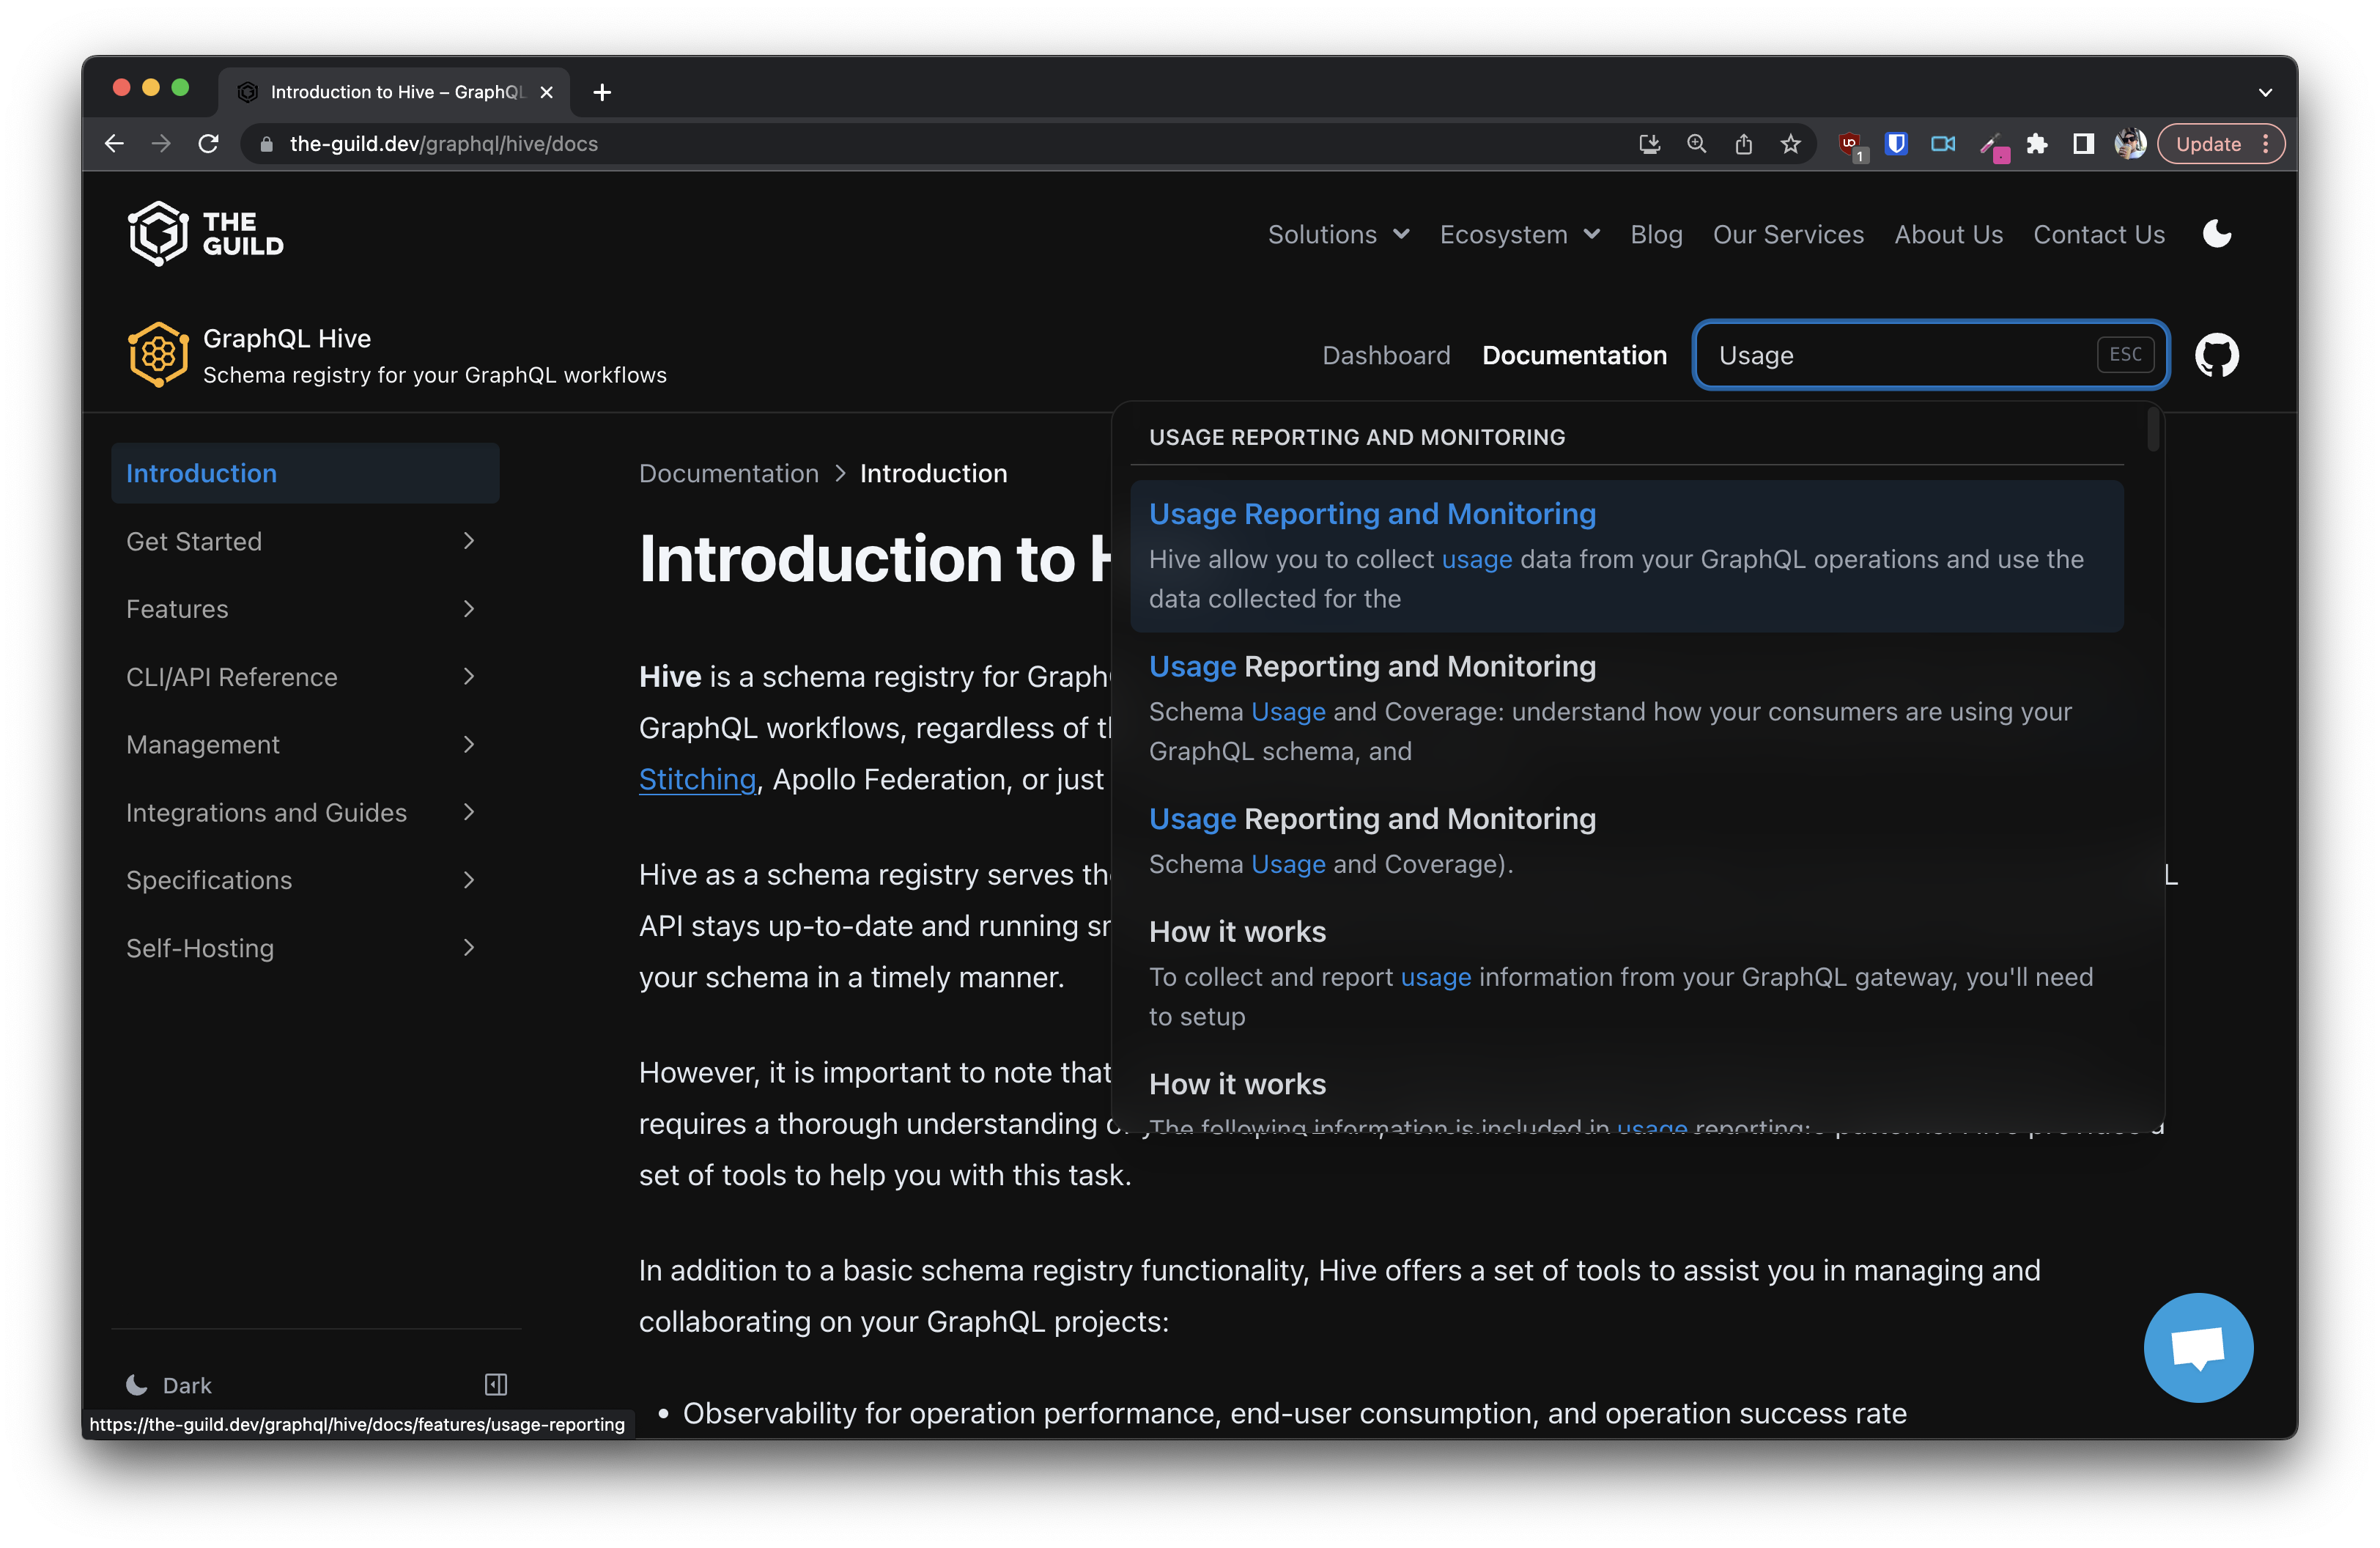 Introduction to Hive – GraphQL
the-guild.dev/graphql/hive/docs
1
Update
THE
GUILD
Solutions
Ecosystem
Blog
Our Services
About Us
Contact Us
GraphQL Hive
Schema registry for your GraphQL workflows
Dashboard
Documentation
Usage
ESC
Introduction
Get Started
Features
CLI/API Reference
Management
Integrations and Guides
Specifications
Self-Hosting
Dark
https://the-guild.dev/graphql/hive/docs/features/usage-reporting
Documentation > Introduction
Introduction to H
Hive is a schema registry for Graph
GraphQL workflows, regardless of
Stitching, Apollo Federation, or just
Hive as a schema registry serves
API stays up-to-date and running
your schema in a timely manner.
However, it is important to note that
requires a thorough understanding
set of tools to help you with this task.
In addition to a basic schema registry functionality, Hive offers a set of tools to assist you in managing and
collaborating on your GraphQL projects:
• Observability for operation performance, end-user consumption, and operation success rate
USAGE REPORTING AND MONITORING
Usage Reporting and Monitoring
Hive allow you to collect usage data from your GraphQL operations and use the
data collected for the
Usage Reporting and Monitoring
Schema Usage and Coverage: understand how your consumers are using your
GraphQL schema, and
Usage Reporting and Monitoring
Schema Usage and Coverage).
How it works
To collect and report usage information from your GraphQL gateway, you'll need
to setup
How it works
The following information is included in usage reporting: